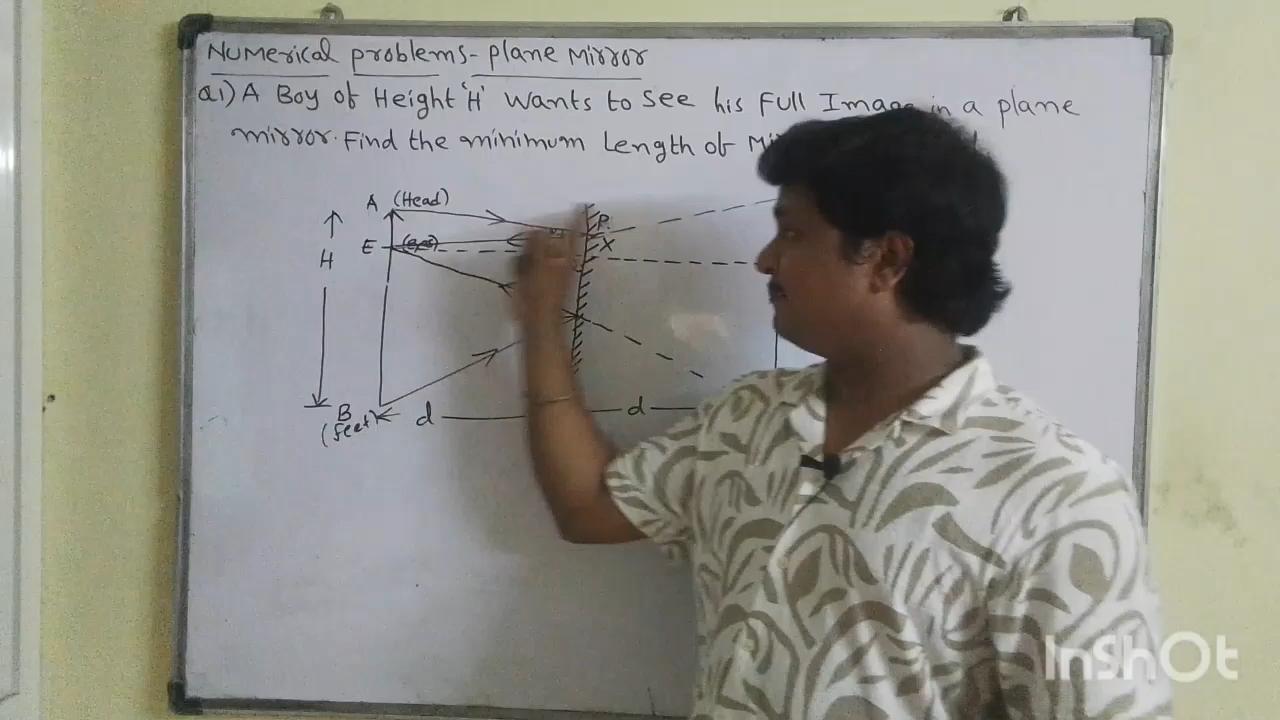 Numerical problems - plane Mirror
Q1) A Boy of Height 'H' wants to see his Full Image in a plane
mirror. Find the minimum Length of
A (Head)
P
E (eye)
X
H
B
(feet)
d
d
InShOt